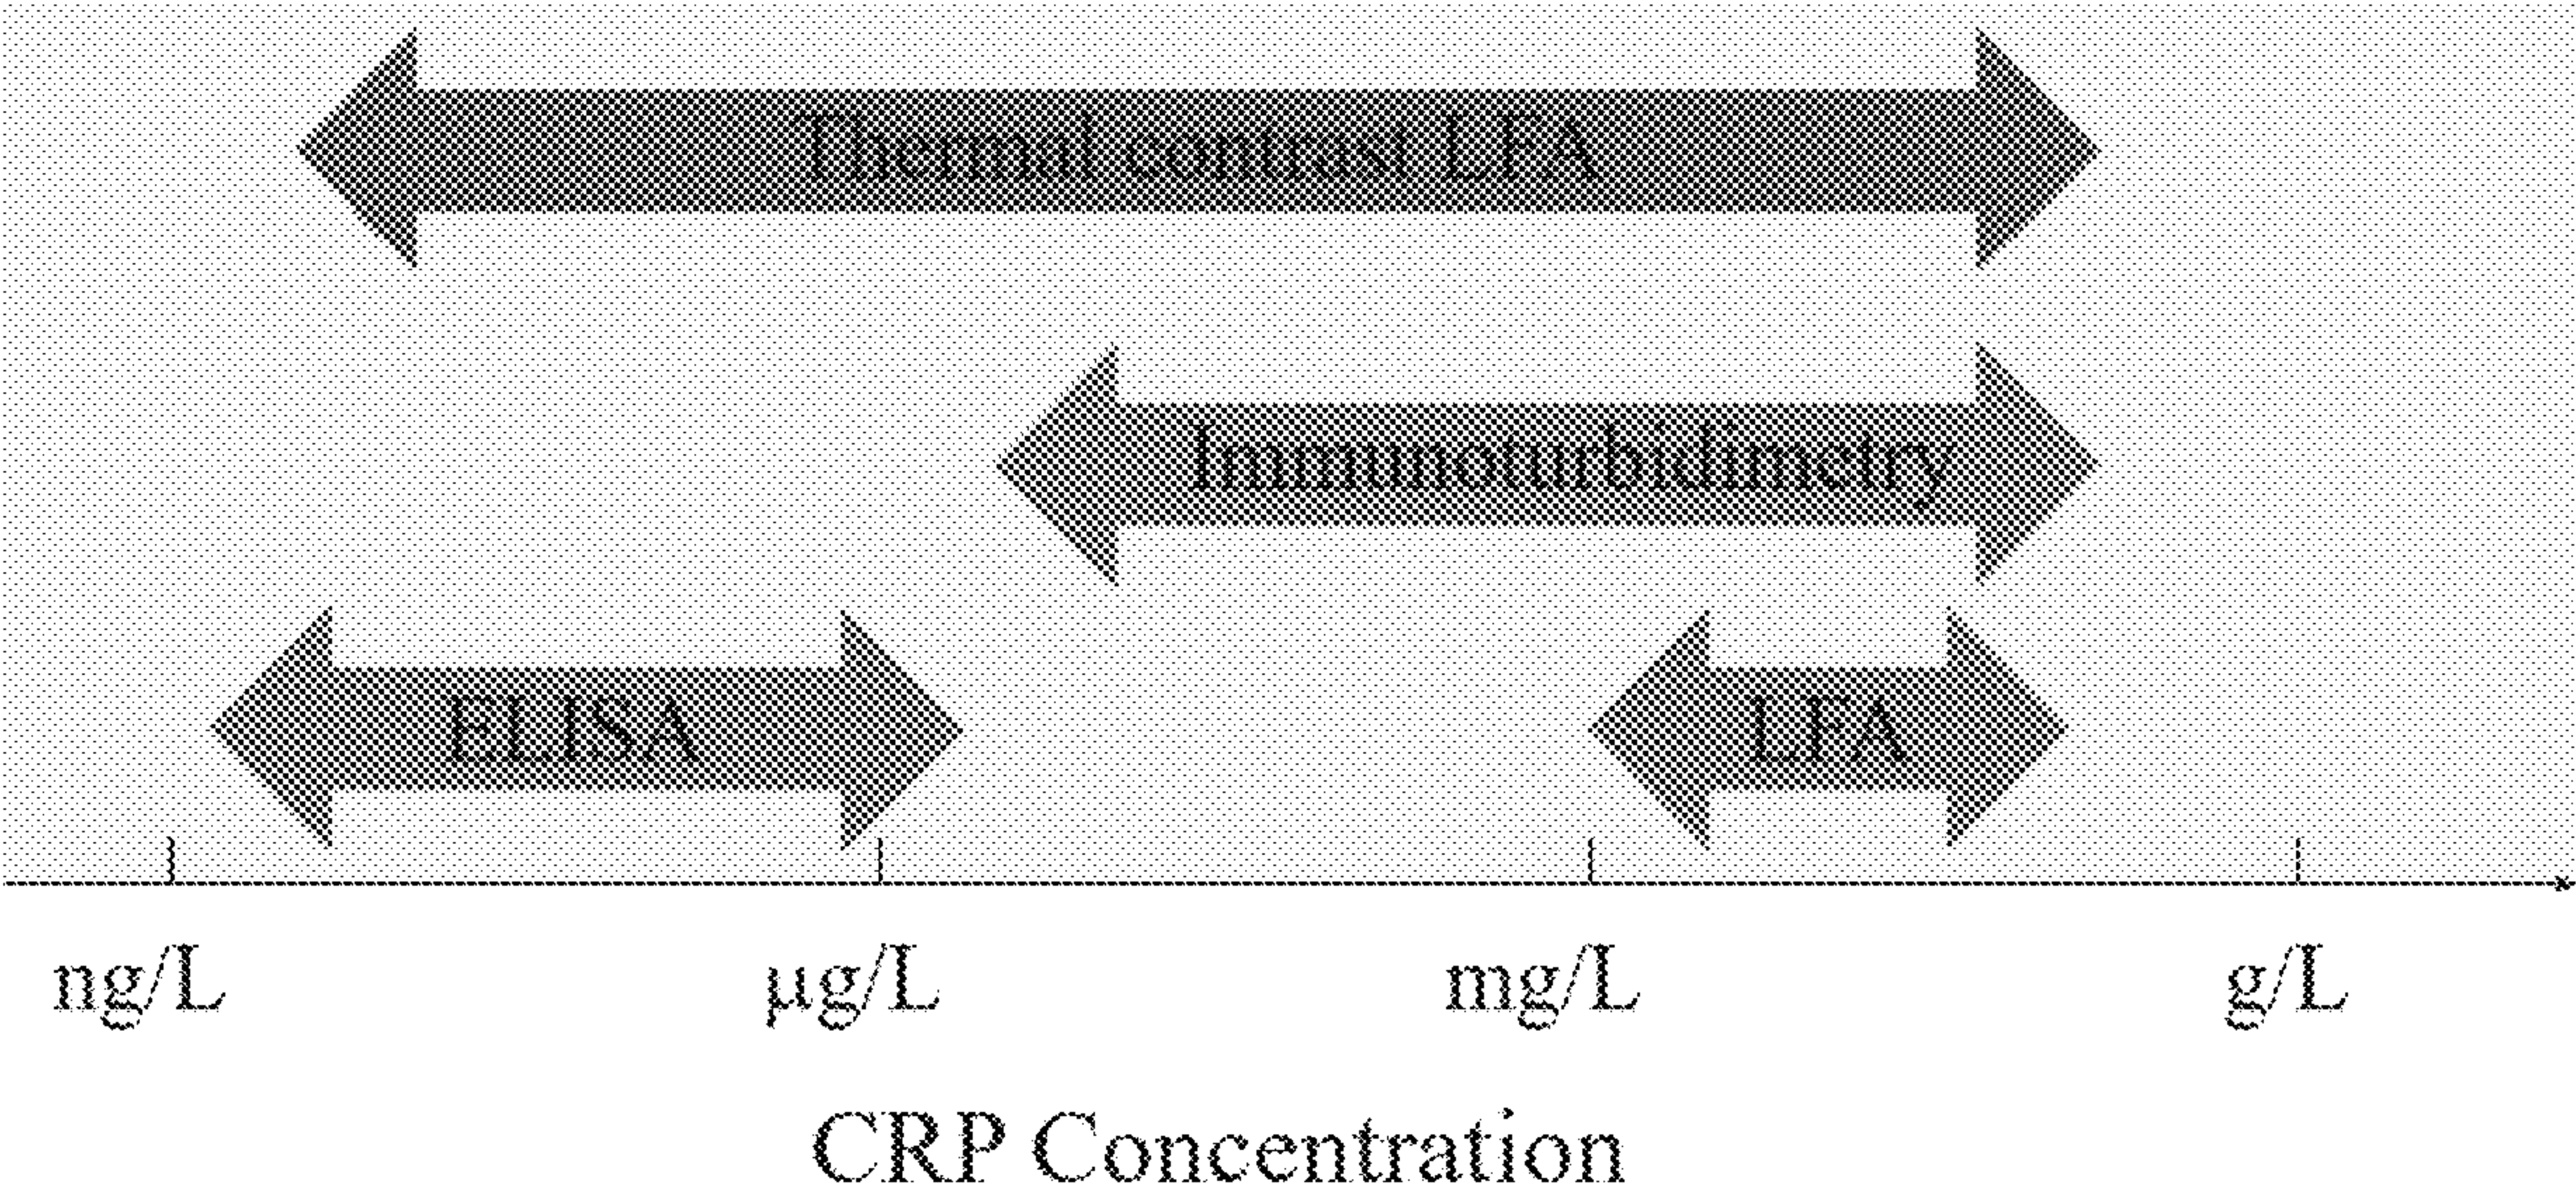 Thermal contrast LFA
Immunoturbidimetry
ELISA
LFA
ng/L
µg/L
mg/L
g/L
CRP Concentration